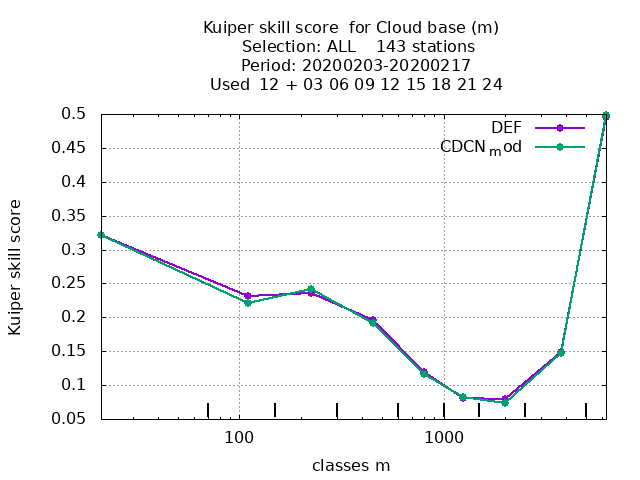 Kuiper skill score  for Cloud base (m)
Selection: ALL    143 stations
Period: 20200203-20200217
Used  12 + 03 06 09 12 15 18 21 24
DEF
CDCN_mod
0.5
0.45
0.4
0.35
0.3
0.25
0.2
0.15
0.1
0.05
Kuiper skill score
100 1000
classes m